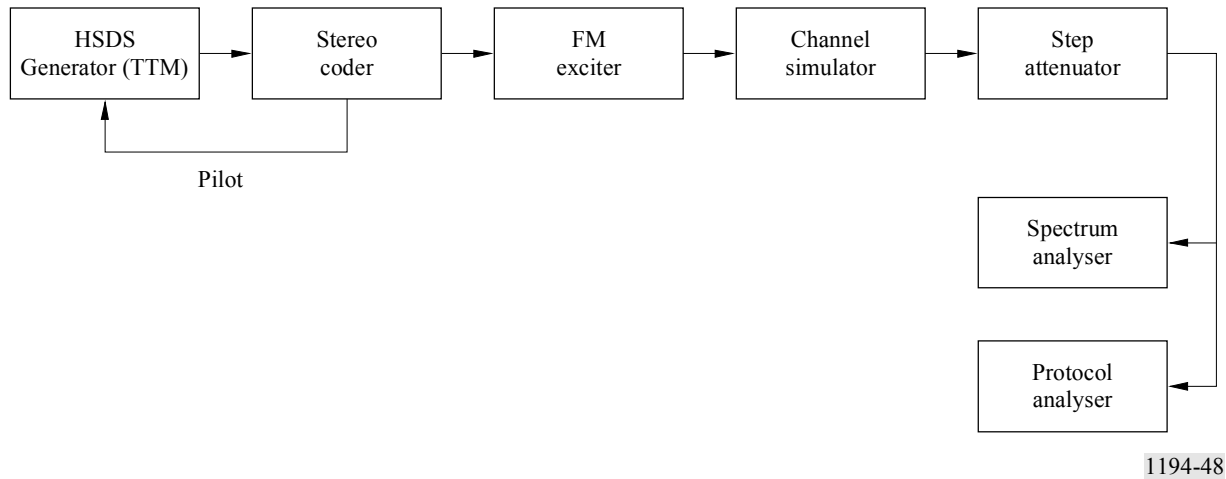 HSDS
Generator (TTM)
Stereo
coder
FM
exciter
Channel
simulator
Step
attenuator
Pilot
Spectrum
analyser
Protocol
analyser
1194-48